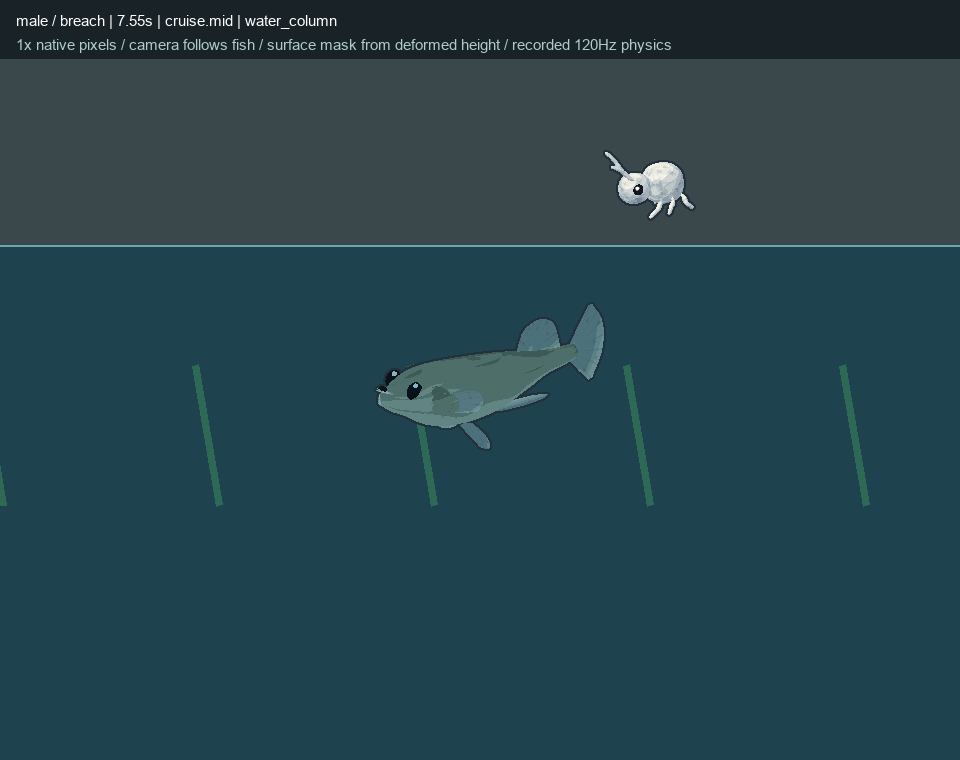 male / breach | 7.55s | cruise.mid | water_column
1x native pixels / camera follows fish / surface mask from deformed height / recorded 120Hz physics